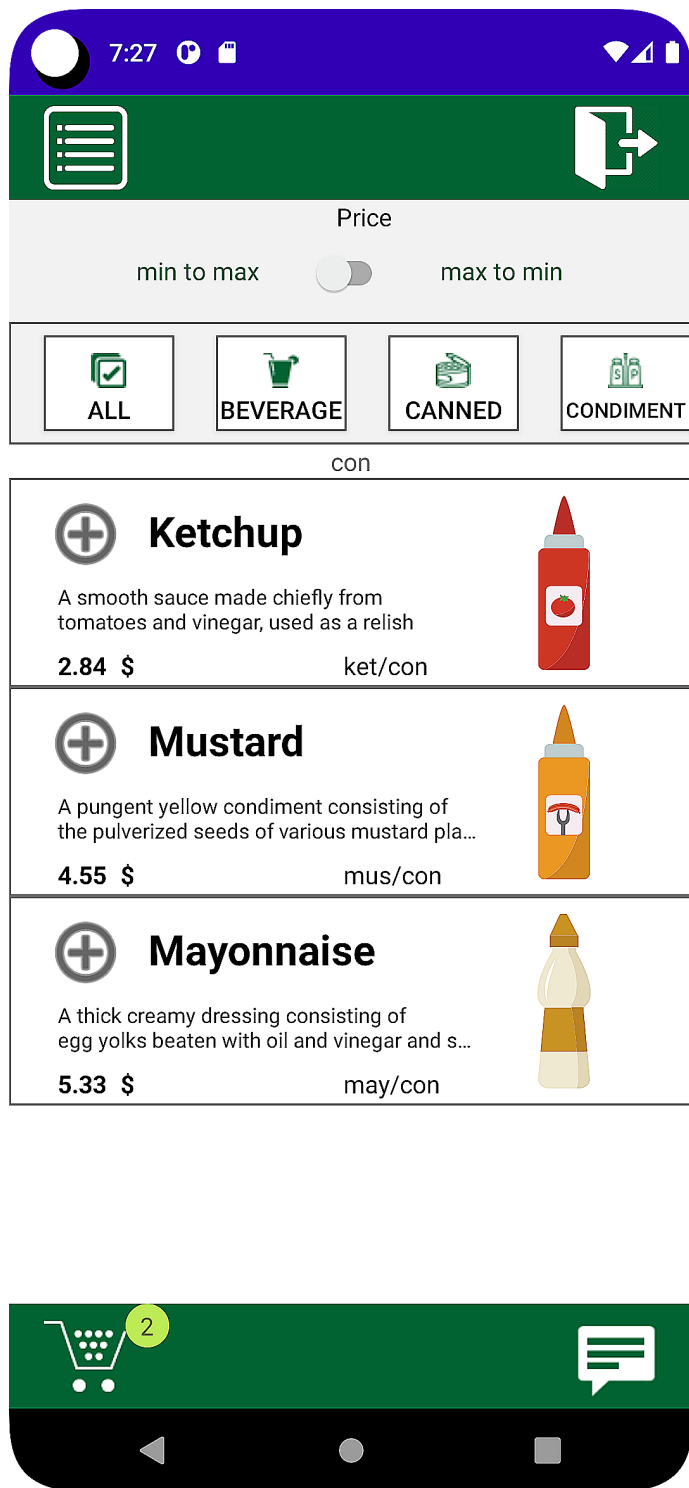 7:27
Price
min to max
max to min
ALL
BEVERAGE
CANNED
S P
CONDIMENT
con
Ketchup
A smooth sauce made chiefly from
tomatoes and vinegar, used as a relish
2.84 $
ket/con
Mustard
A pungent yellow condiment consisting of
the pulverized seeds of various mustard pla...
4.55 $
mus/con
Mayonnaise
A thick creamy dressing consisting of
egg yolks beaten with oil and vinegar and s...
5.33 $
may/con
2